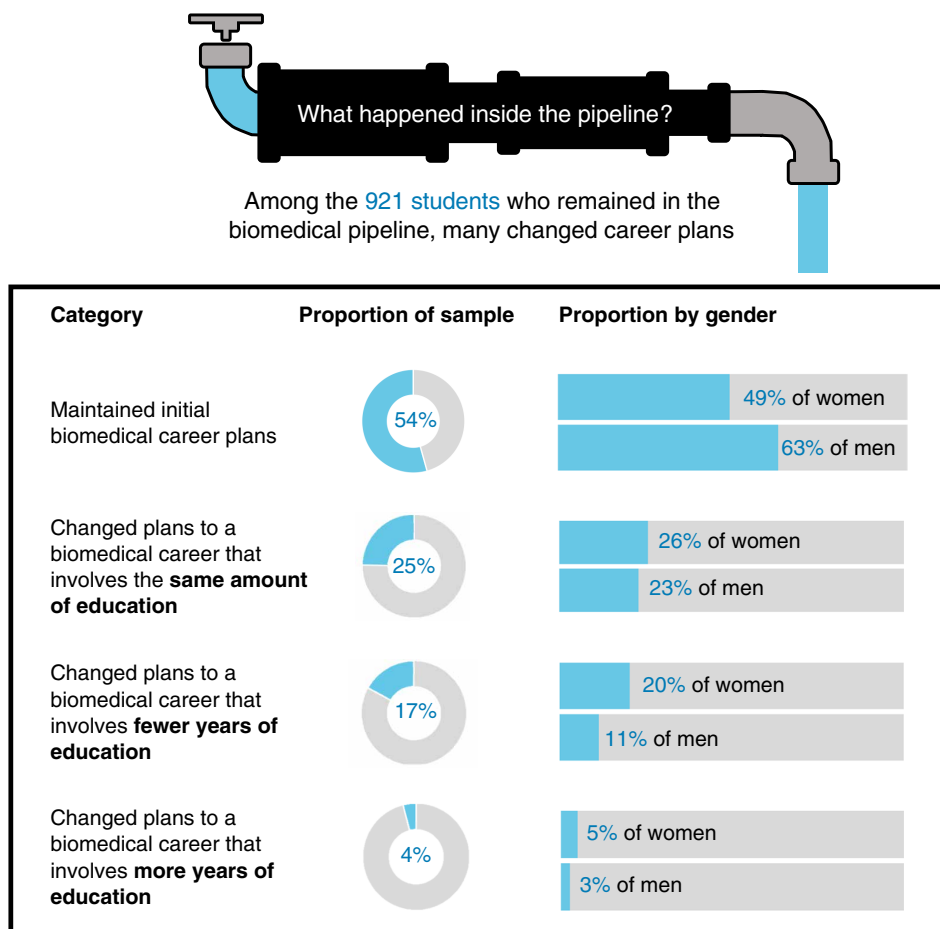 What happened inside the pipeline?
Among the 921 students who remained in the
biomedical pipeline, many changed career plans
Category
Proportion of sample
Proportion by gender
Maintained initial
biomedical career plans
54%
49% of women
63% of men
Changed plans to a
biomedical career that
involves the same amount
of education
25%
26% of women
23% of men
Changed plans to a
biomedical career that
involves fewer years of
education
17%
20% of women
11% of men
Changed plans to a
biomedical career that
involves more years of
education
4%
5% of women
3% of men